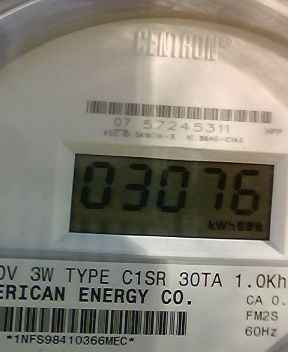 CENTRON®
07 57245311
HPP
03076
kWh
0V 3W TYPE C1SR 30TA 1.0Kh
ERICAN ENERGY CO.
CA 0.
FM2S
60Hz
*1NFS98410366MEC*